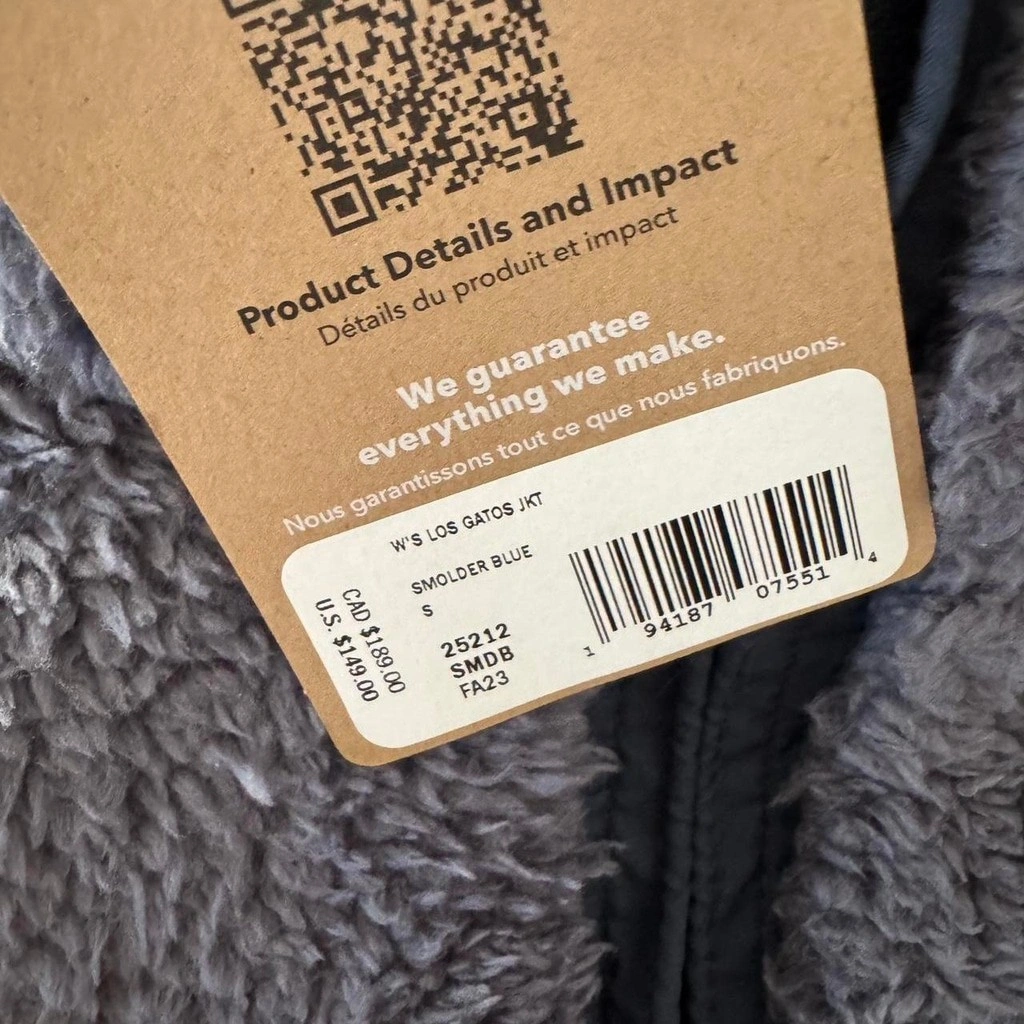 Product Details and Impact
Détails du produit et impact
We guarantee
everything we make.
Nous garantissons tout ce que nous fabriquons.
W'S LOS GATOS JKT
SMOLDER BLUE
S
25212
SMDB
FA23
CAD $189.00
U.S. $149.00
1 94187 07551 4